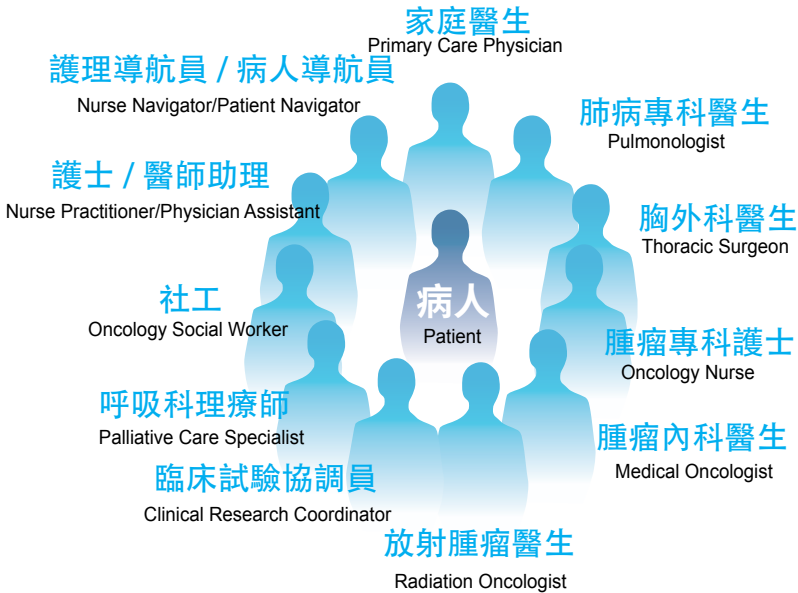 家庭醫生
Primary Care Physician
護理導航員 / 病人導航員
Nurse Navigator/Patient Navigator
肺病專科醫生
Pulmonologist
護士 / 醫師助理
Nurse Practitioner/Physician Assistant
胸外科醫生
Thoracic Surgeon
病人
Patient
社工
Oncology Social Worker
腫瘤專科護士
Oncology Nurse
呼吸科理療師
Palliative Care Specialist
腫瘤內科醫生
Medical Oncologist
臨床試驗協調員
Clinical Research Coordinator
放射腫瘤醫生
Radiation Oncologist